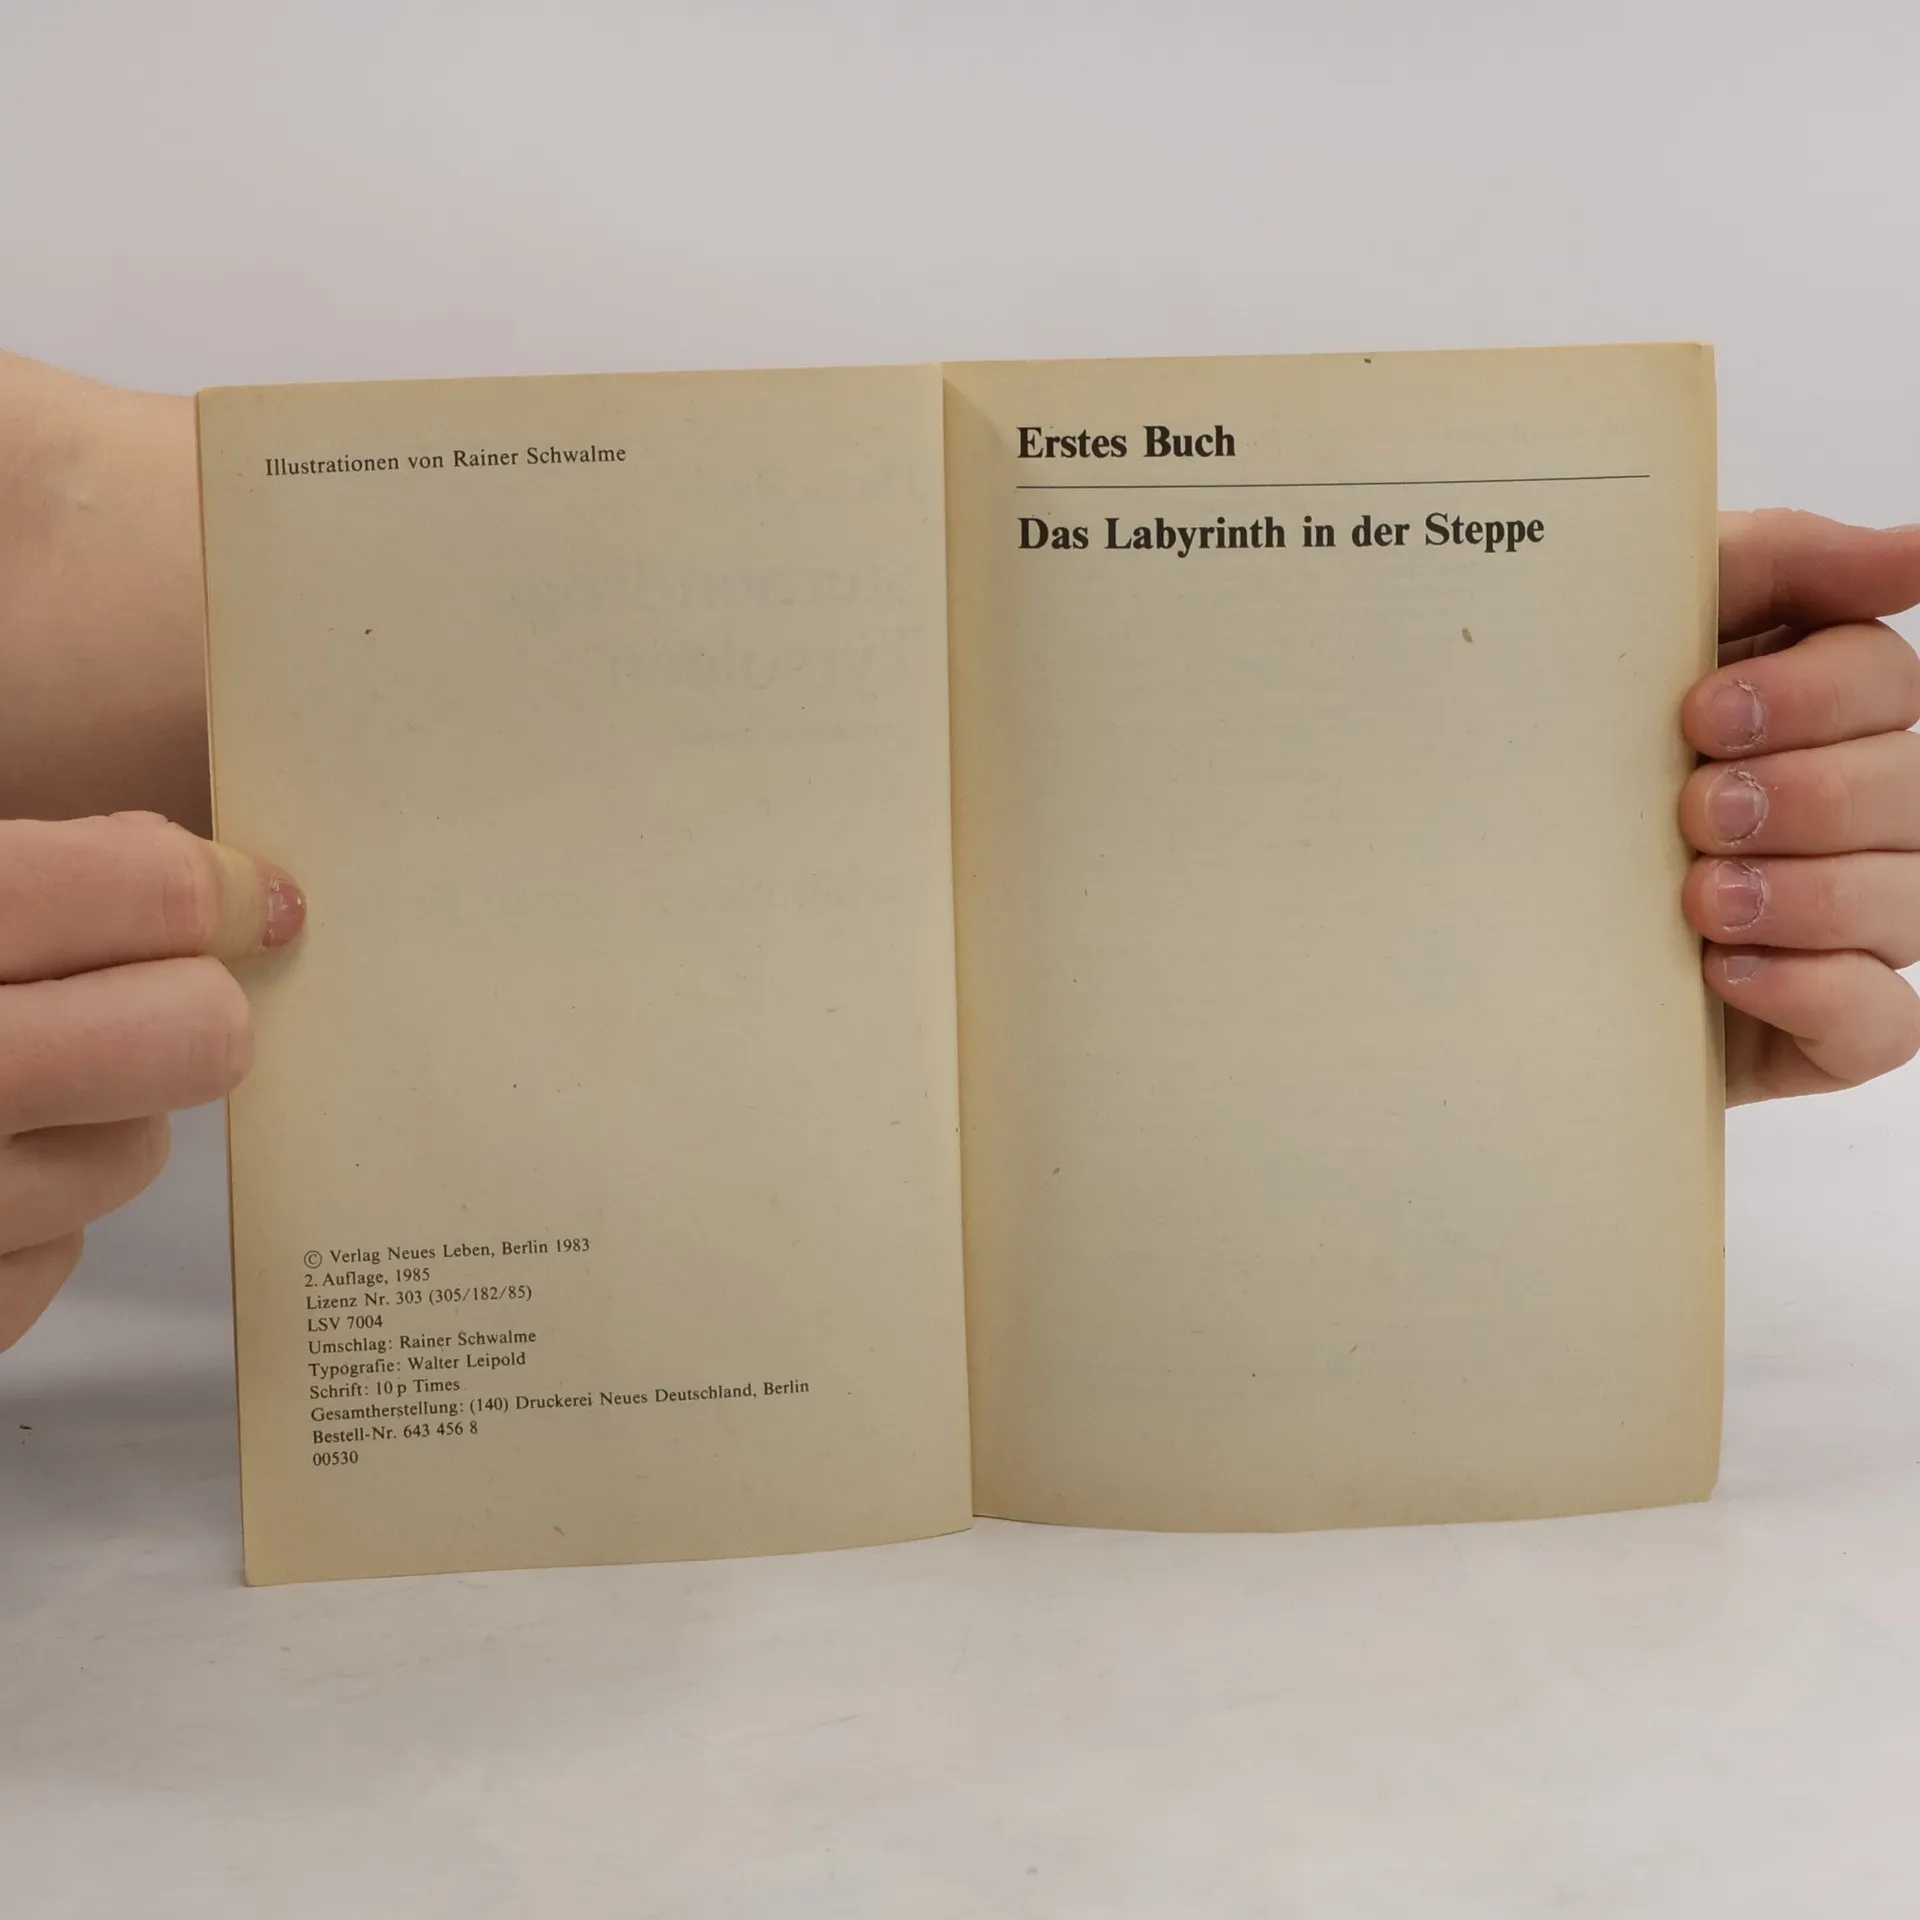 Illustrationen von Rainer Schwalme
© Verlag Neues Leben, Berlin 1983
2. Auflage, 1985
Lizenz Nr. 303 (305/182/85)
LSV 7004
Umschlag: Rainer Schwalme
Typografie: Walter Leipold
Schrift: 10 p Times
Gesamtherstellung: (140) Druckerei Neues Deutschland, Berlin
Bestell-Nr. 643 456 8
00530
Erstes Buch
Das Labyrinth in der Steppe